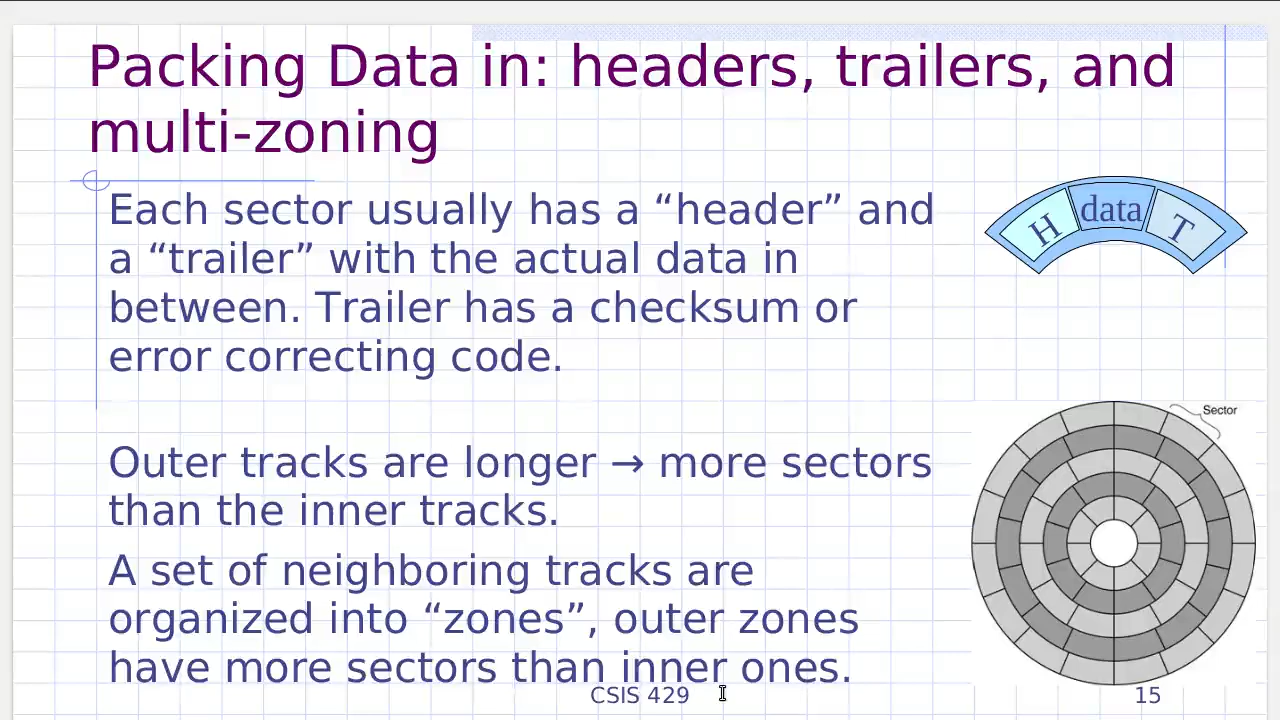 Packing Data in: headers, trailers, and
multi-zoning
Each sector usually has a “header” and
a “trailer” with the actual data in
between. Trailer has a checksum or
error correcting code.
H data T
Outer tracks are longer → more sectors
than the inner tracks.
A set of neighboring tracks are
organized into “zones”, outer zones
have more sectors than inner ones.
Sector
CSIS 429
15